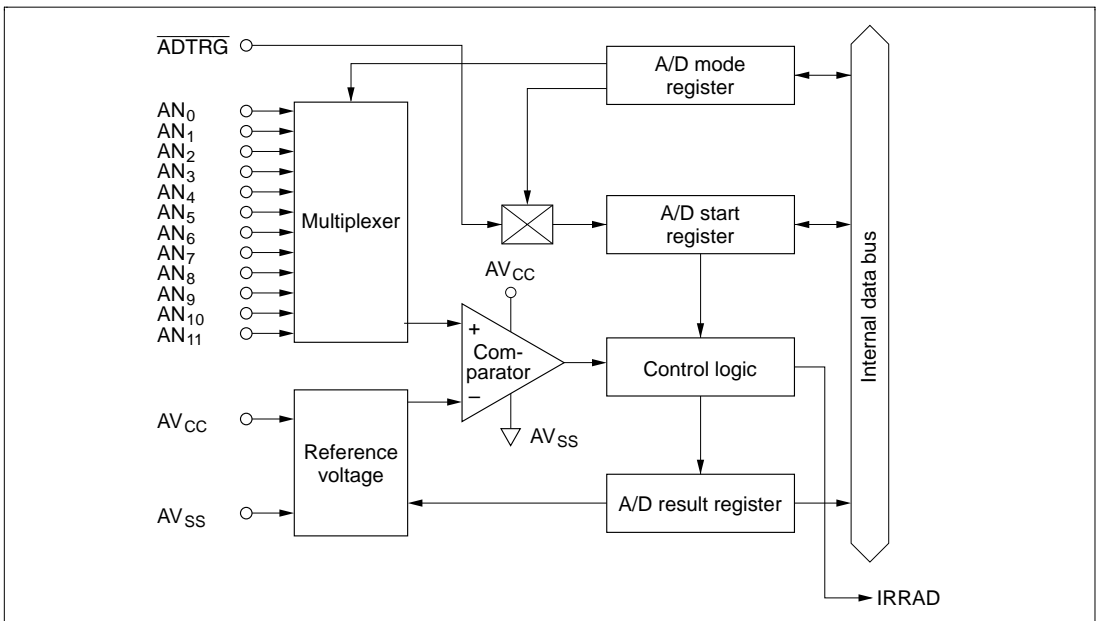 ADTRG
A/D mode
register
AN0
AN1
AN2
AN3
AN4
AN5
AN6
AN7
AN8
AN9
AN10
AN11
Multiplexer
A/D start
register
AVCC
+
Com-
parator
−
AVSS
Control logic
Internal data bus
AVCC
AVSS
Reference
voltage
A/D result register
IRRAD